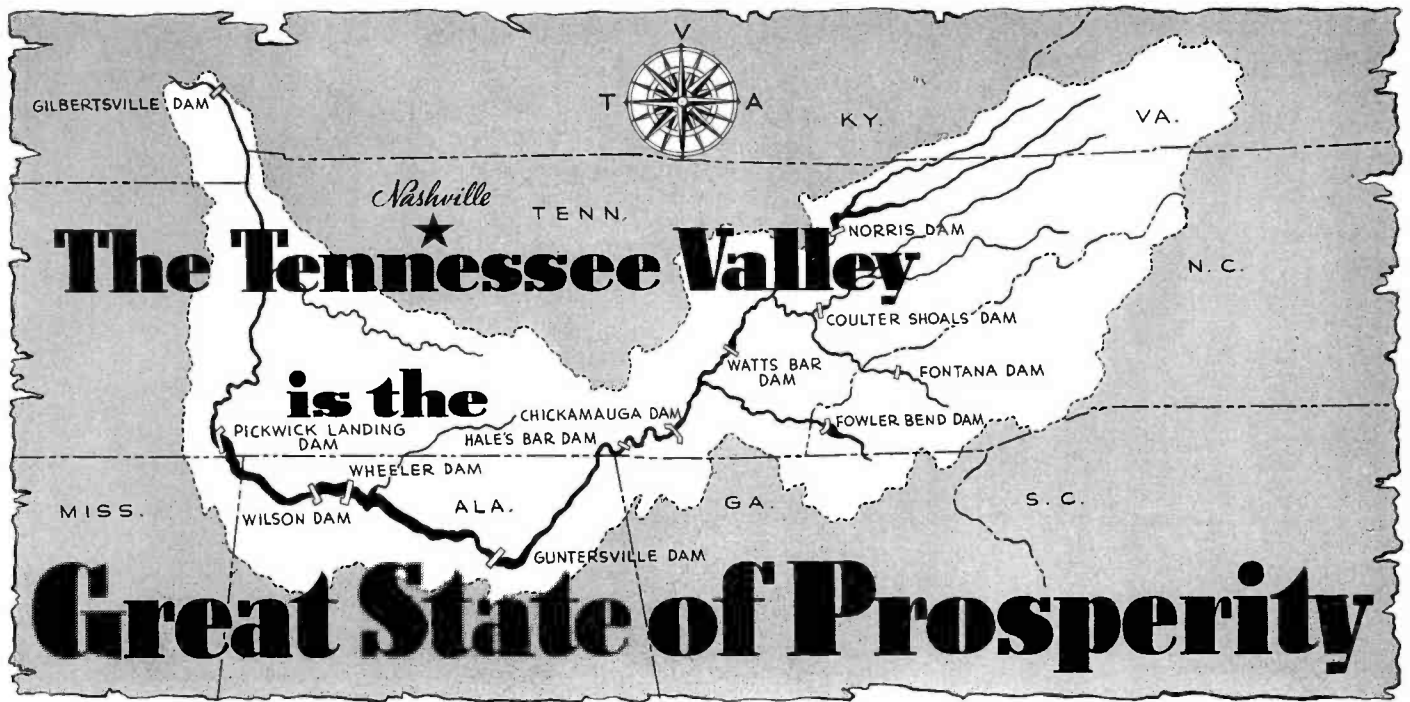 V
T A
GILBERTSVILLE DAM
KY.
VA.
Nashville
TENN.
NORRIS DAM
The Tennessee Valley
N. C.
COULTER SHOALS DAM
WATTS BAR
DAM
FONTANA DAM
is the
CHICKAMAUGA DAM
FOWLER BEND DAM
PICKWICK LANDING
DAM
HALE'S BAR DAM
WHEELER DAM
MISS.
WILSON DAM
ALA.
GA.
S. C.
GUNTERSVILLE DAM
Great State of Prosperity